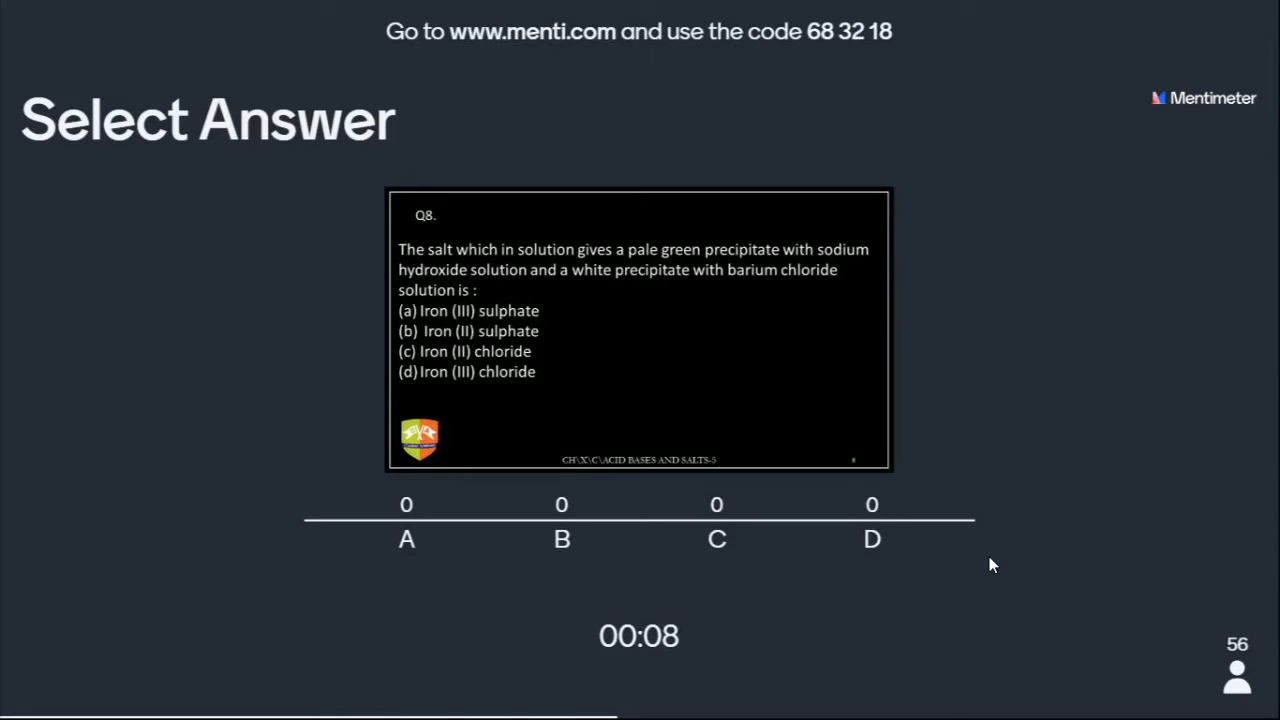 Go to www.menti.com and use the code 68 32 18
Mentimeter
Select Answer
Q8.
The salt which in solution gives a pale green precipitate with sodium
hydroxide solution and a white precipitate with barium chloride
solution is :
(a) Iron (III) sulphate
(b) Iron (II) sulphate
(c) Iron (II) chloride
(d) Iron (III) chloride
CH\X\C\ACID BASES AND SALTS-5
8
0 0 0 0
A B C D
00:08
56